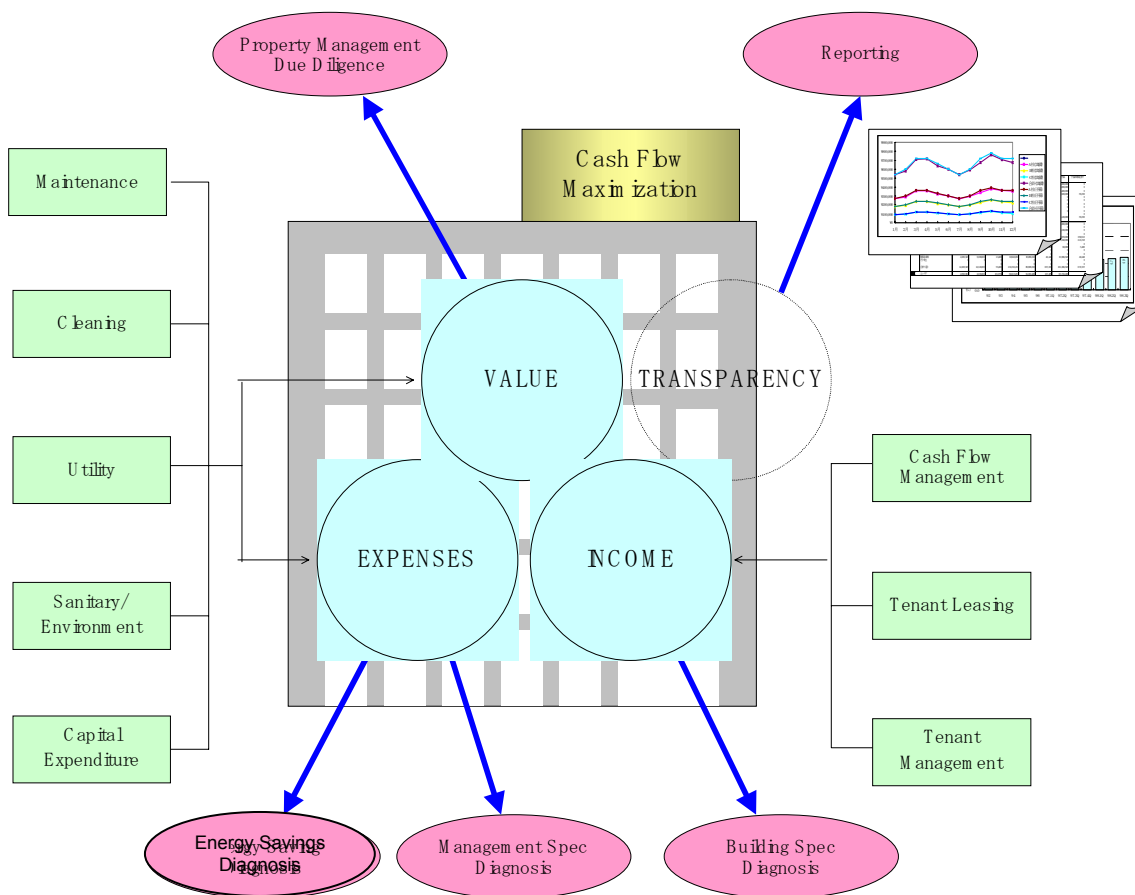 Property Management
Due Diligence
Reporting
Cash Flow
Maximization
Maintenance
Cleaning
VALUE
TRANSPARENCY
Utility
Cash Flow
Management
EXPENSES
INCOME
Sanitary/
Environment
Tenant Leasing
Capital
Expenditure
Tenant
Management
Energy Savings
Diagnosis
Management Spec
Diagnosis
Building Spec
Diagnosis